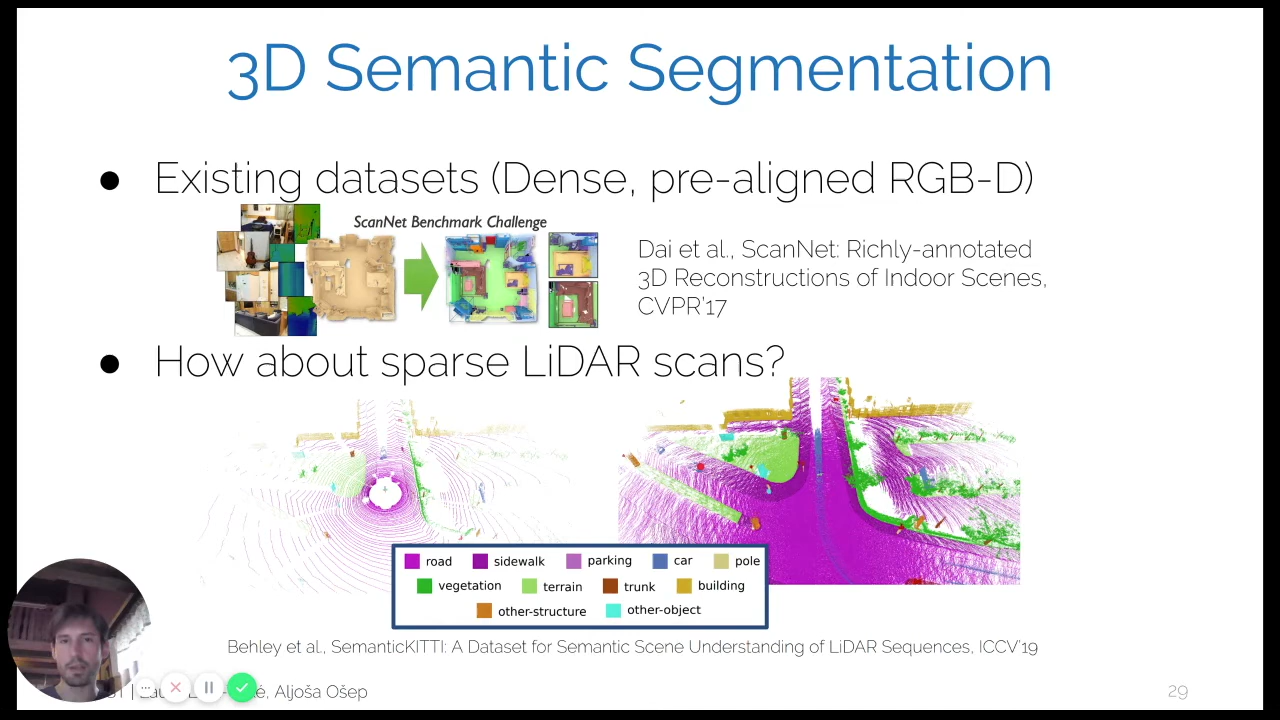 3D Semantic Segmentation
● Existing datasets (Dense, pre-aligned RGB-D)
ScanNet Benchmark Challenge
Dai et al., ScanNet: Richly-annotated
3D Reconstructions of Indoor Scenes,
CVPR'17
● How about sparse LiDAR scans?
road sidewalk parking car pole
vegetation terrain trunk building
other-structure other-object
Behley et al., SemanticKITTI: A Dataset for Semantic Scene Understanding of LiDAR Sequences, ICCV'19
Aljoša Ošep
29